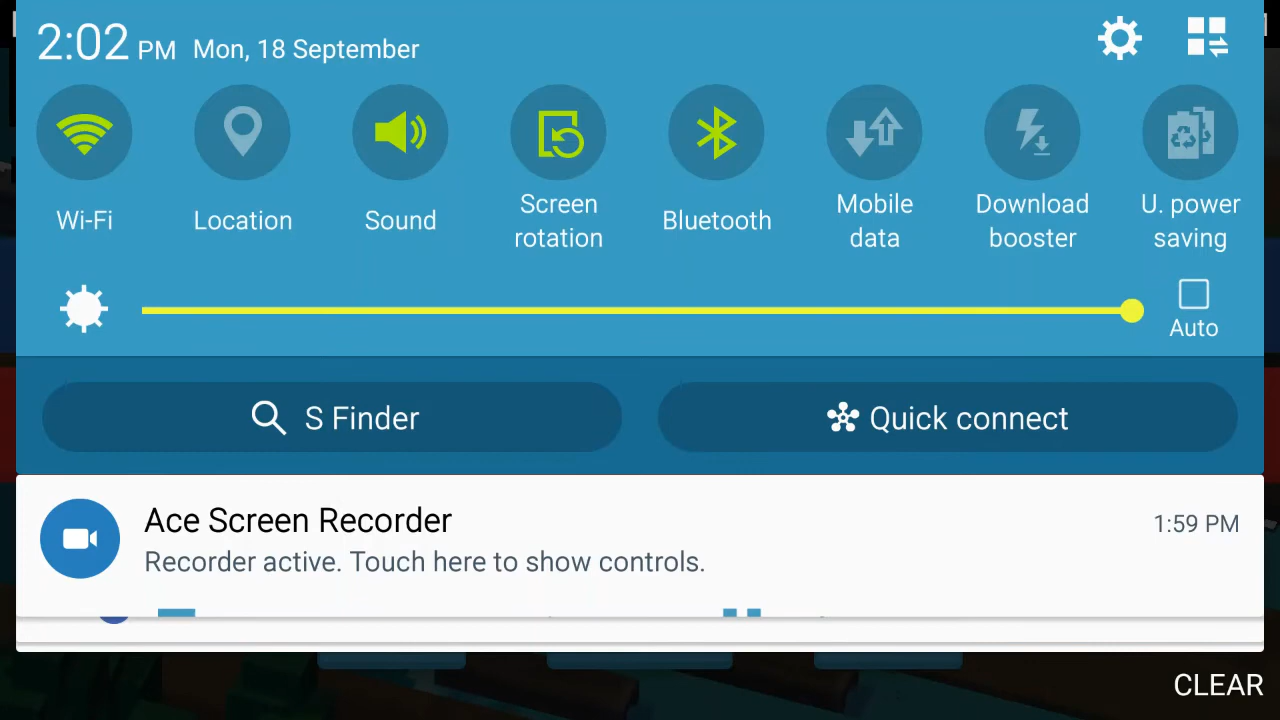 2:02 PM Mon, 18 September
Wi-Fi
Location
Sound
Screen
rotation
Bluetooth
Mobile
data
Download
booster
U. power
saving
Auto
S Finder
Quick connect
Ace Screen Recorder
1:59 PM
Recorder active. Touch here to show controls.
CLEAR